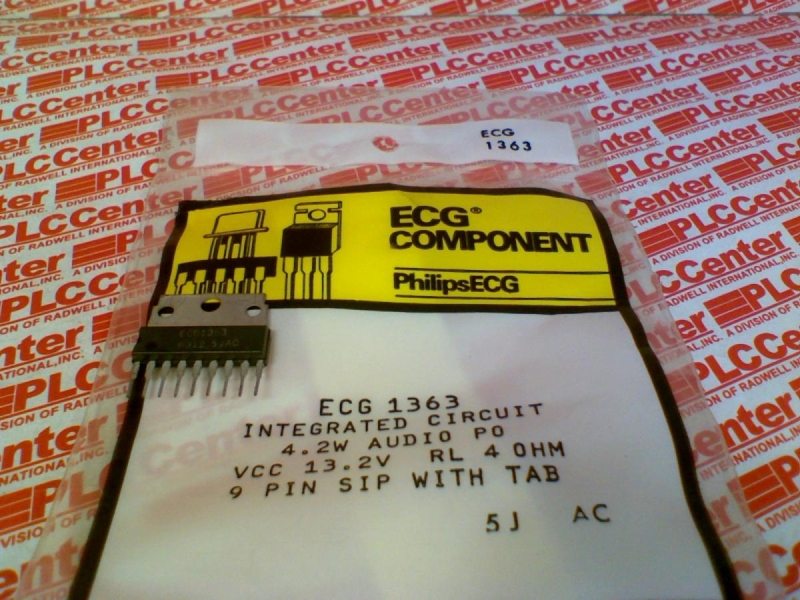 PLCCenter
A DIVISION OF RADWELL INTERNATIONAL, INC.
ECG
1363
ECG®
COMPONENT
PhilipsECG
ECG1363
ECG 1363
INTEGRATED CIRCUIT
4.2W AUDIO PO
VCC 13.2V RL 4 OHM
9 PIN SIP WITH TAB
5J AC